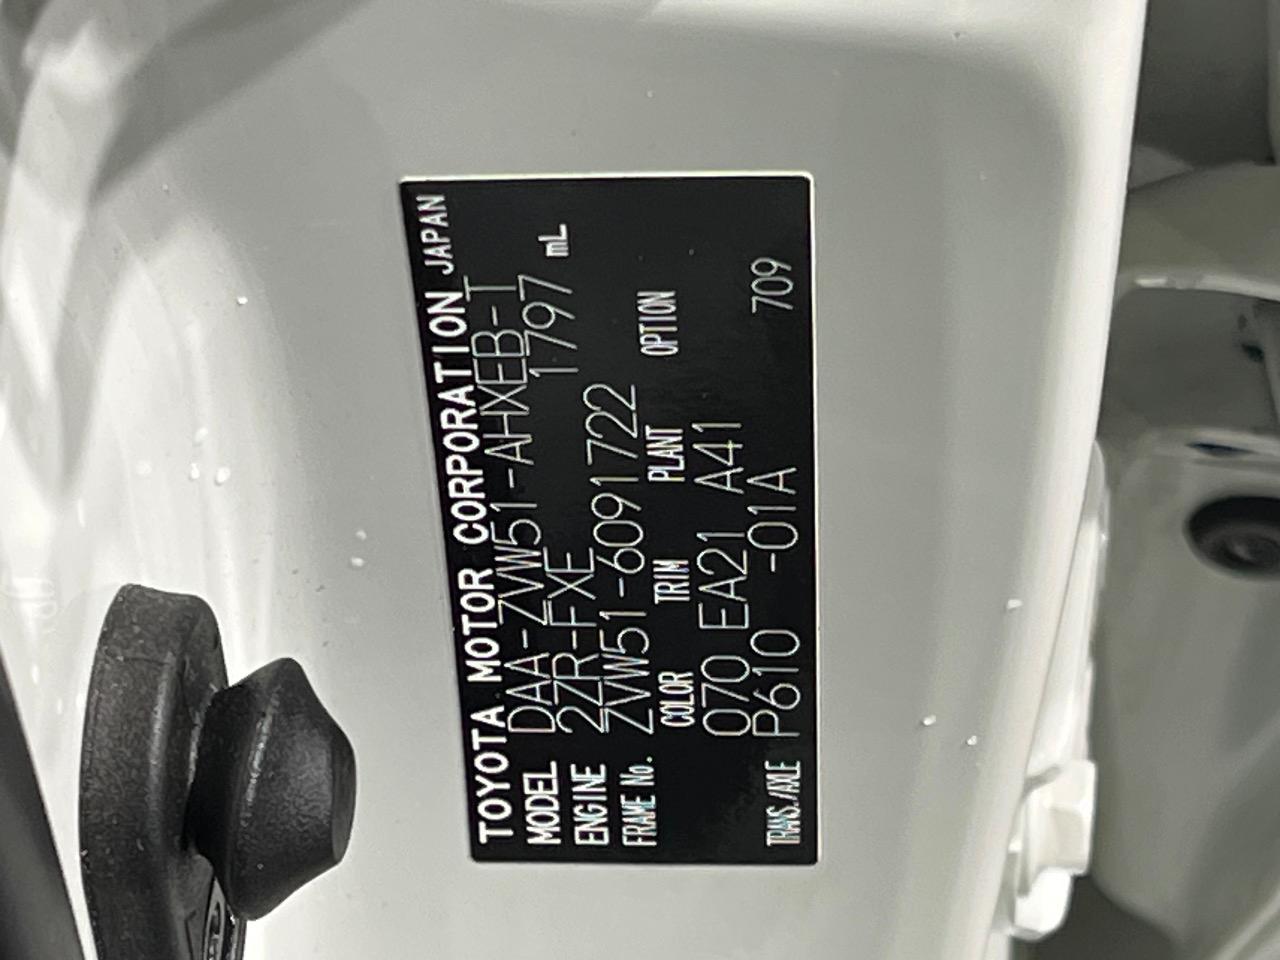 TOYOTA MOTOR CORPORATION JAPAN
MODEL DAA-ZVW51-AHXEB-T
ENGINE 2ZR-FXE 1797 mL
FRAME No. ZVW51-6091722
COLOR TRIM PLANT OPTION
070 EA21 A41
TRANS./AXLE P610 -01A 709